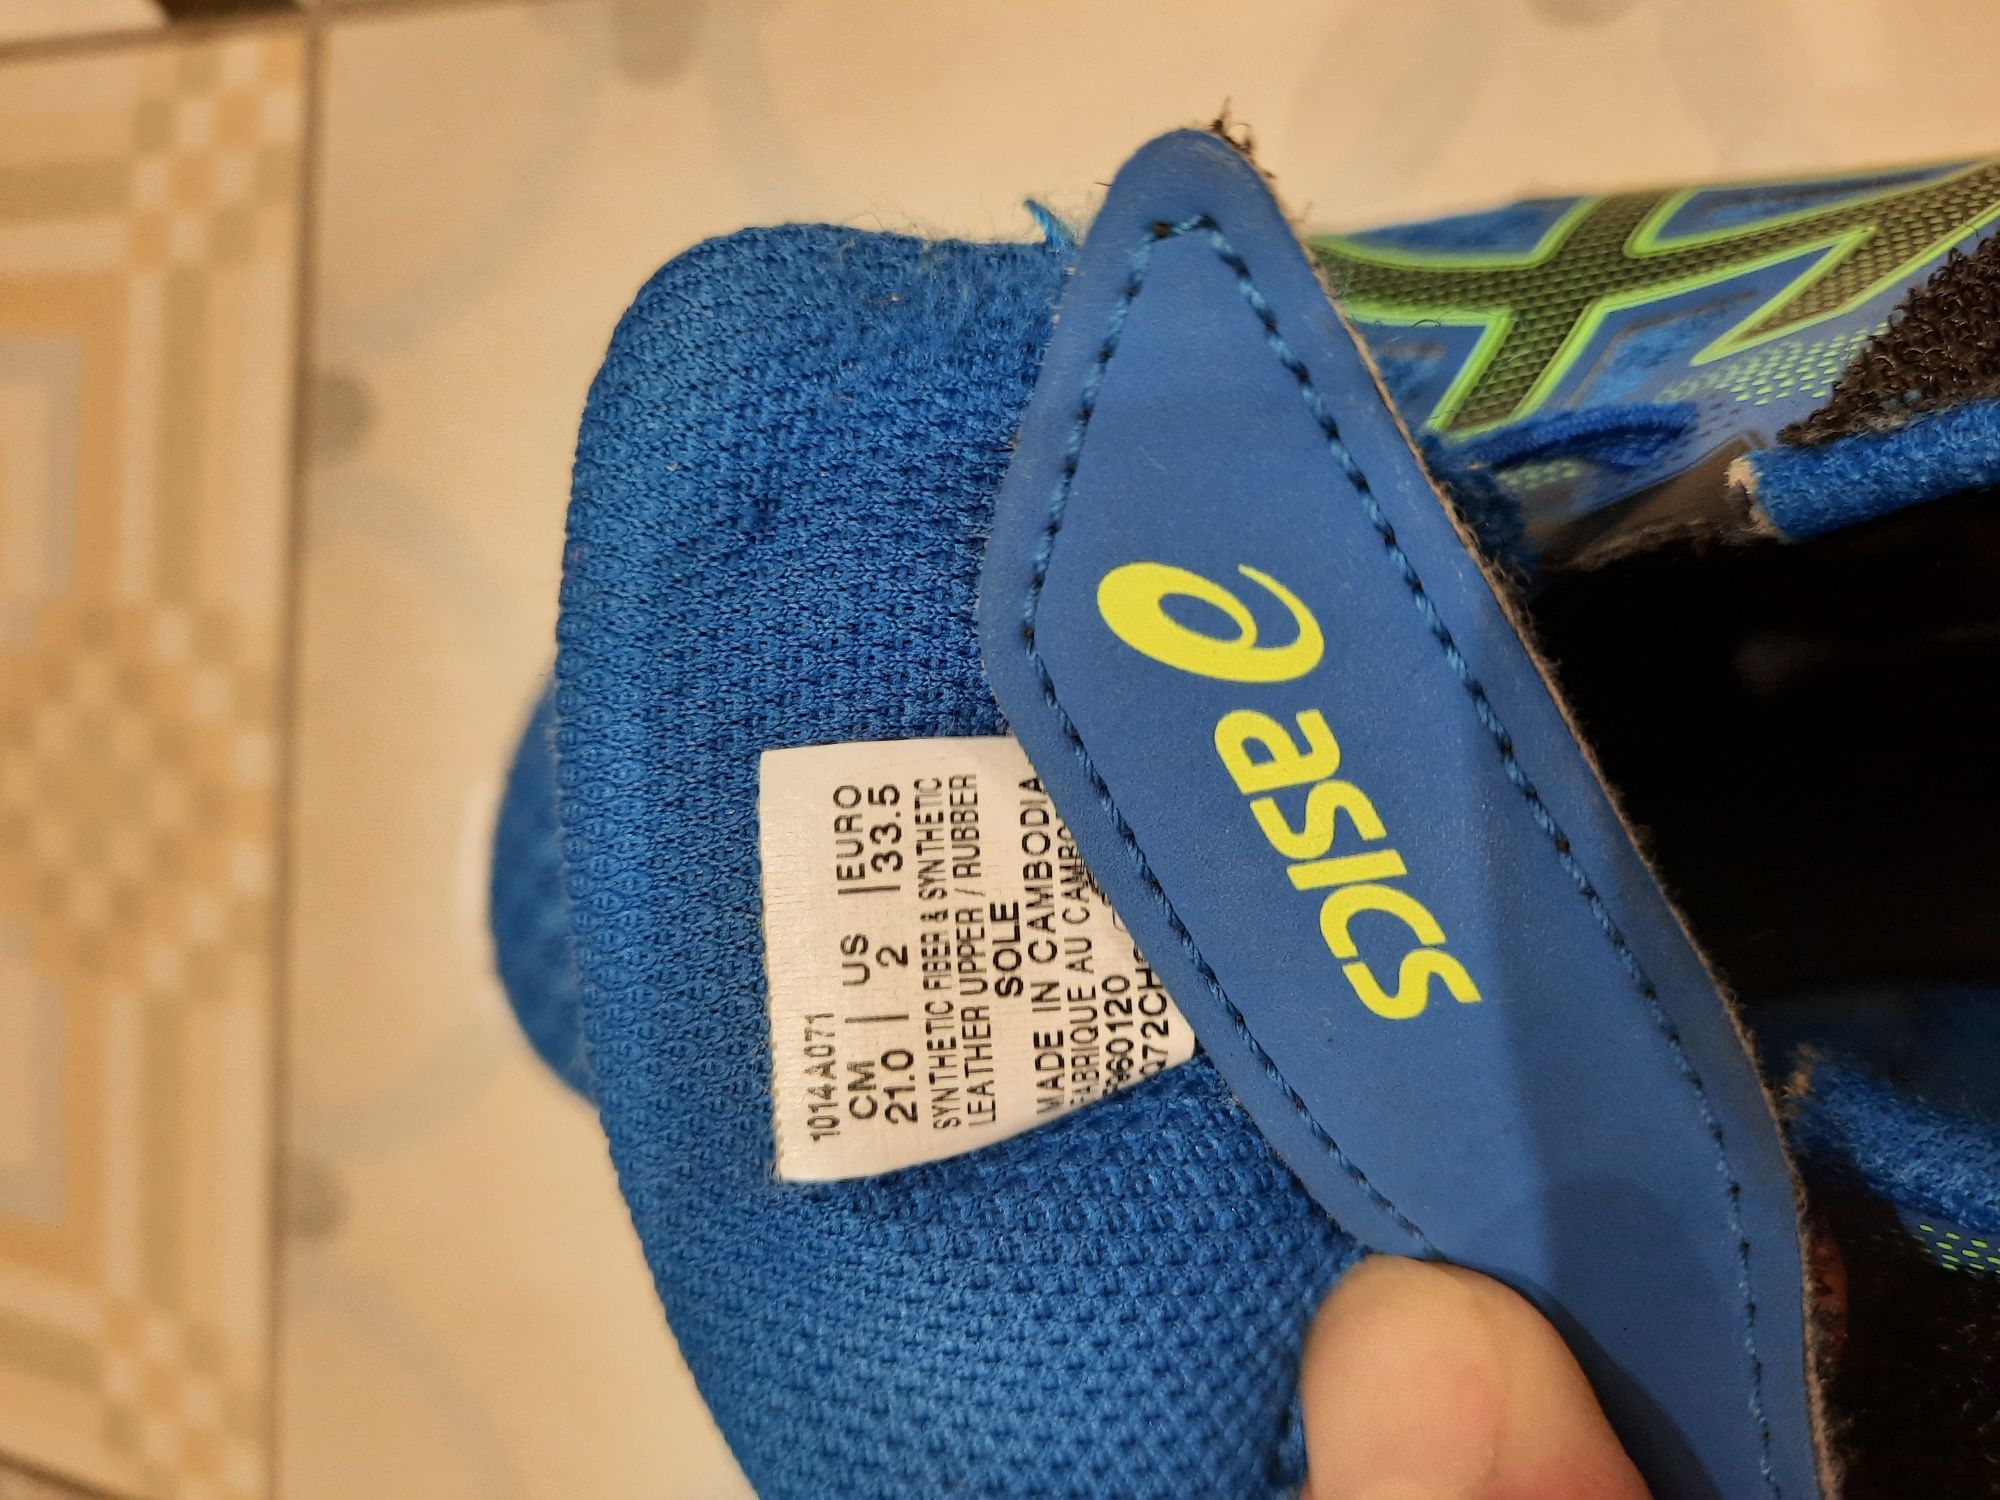 1014A071
CM | US | EURO
21.0 | 2 | 33.5
SYNTHETIC FIBER & SYNTHETIC
LEATHER UPPER / RUBBER
SOLE
MADE IN CAMBODIA
FABRIQUE AU
asics